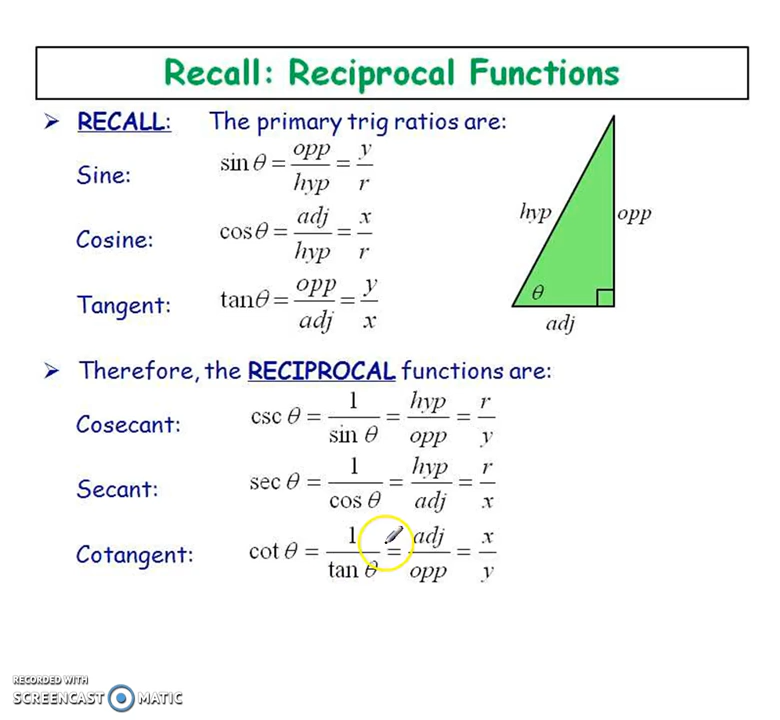 Recall: Reciprocal Functions
➢ RECALL: The primary trig ratios are:
Sine: sin θ = opp/hyp = y/r
Cosine: cos θ = adj/hyp = x/r
Tangent: tan θ = opp/adj = y/x
hyp
opp
θ
adj
➢ Therefore, the RECIPROCAL functions are:
Cosecant: csc θ = 1/sin θ = hyp/opp = r/y
Secant: sec θ = 1/cos θ = hyp/adj = r/x
Cotangent: cot θ = 1/tan θ = adj/opp = x/y
RECORDED WITH
SCREENCAST MATIC